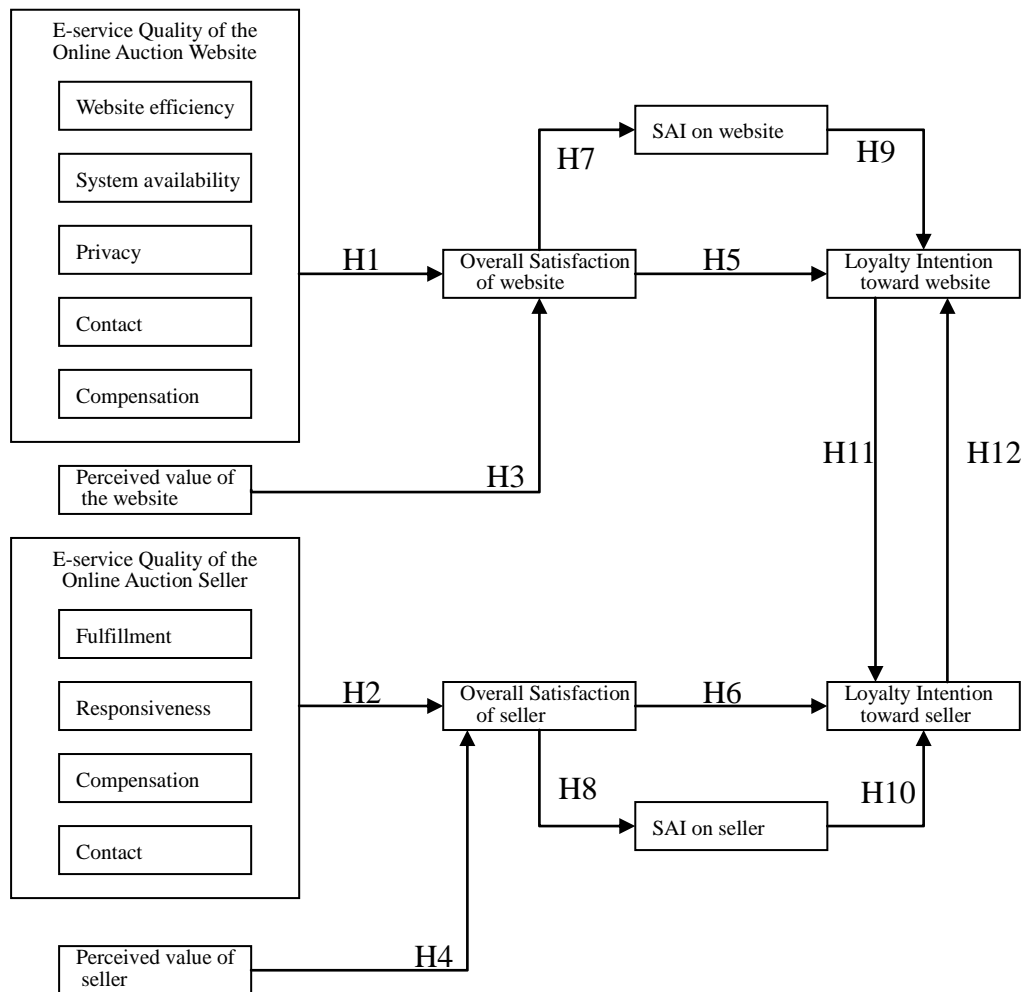 E-service Quality of the
Online Auction Website
Website efficiency
System availability
Privacy
Contact
Compensation
Perceived value of
the website
E-service Quality of the
Online Auction Seller
Fulfillment
Responsiveness
Compensation
Contact
Perceived value of
seller
H1
H3
H2
H4
Overall Satisfaction
of website
Overall Satisfaction
of seller
H7
H5
H6
H8
SAI on website
SAI on seller
H9
H10
Loyalty Intention
toward website
H11
H12
Loyalty Intention
toward seller